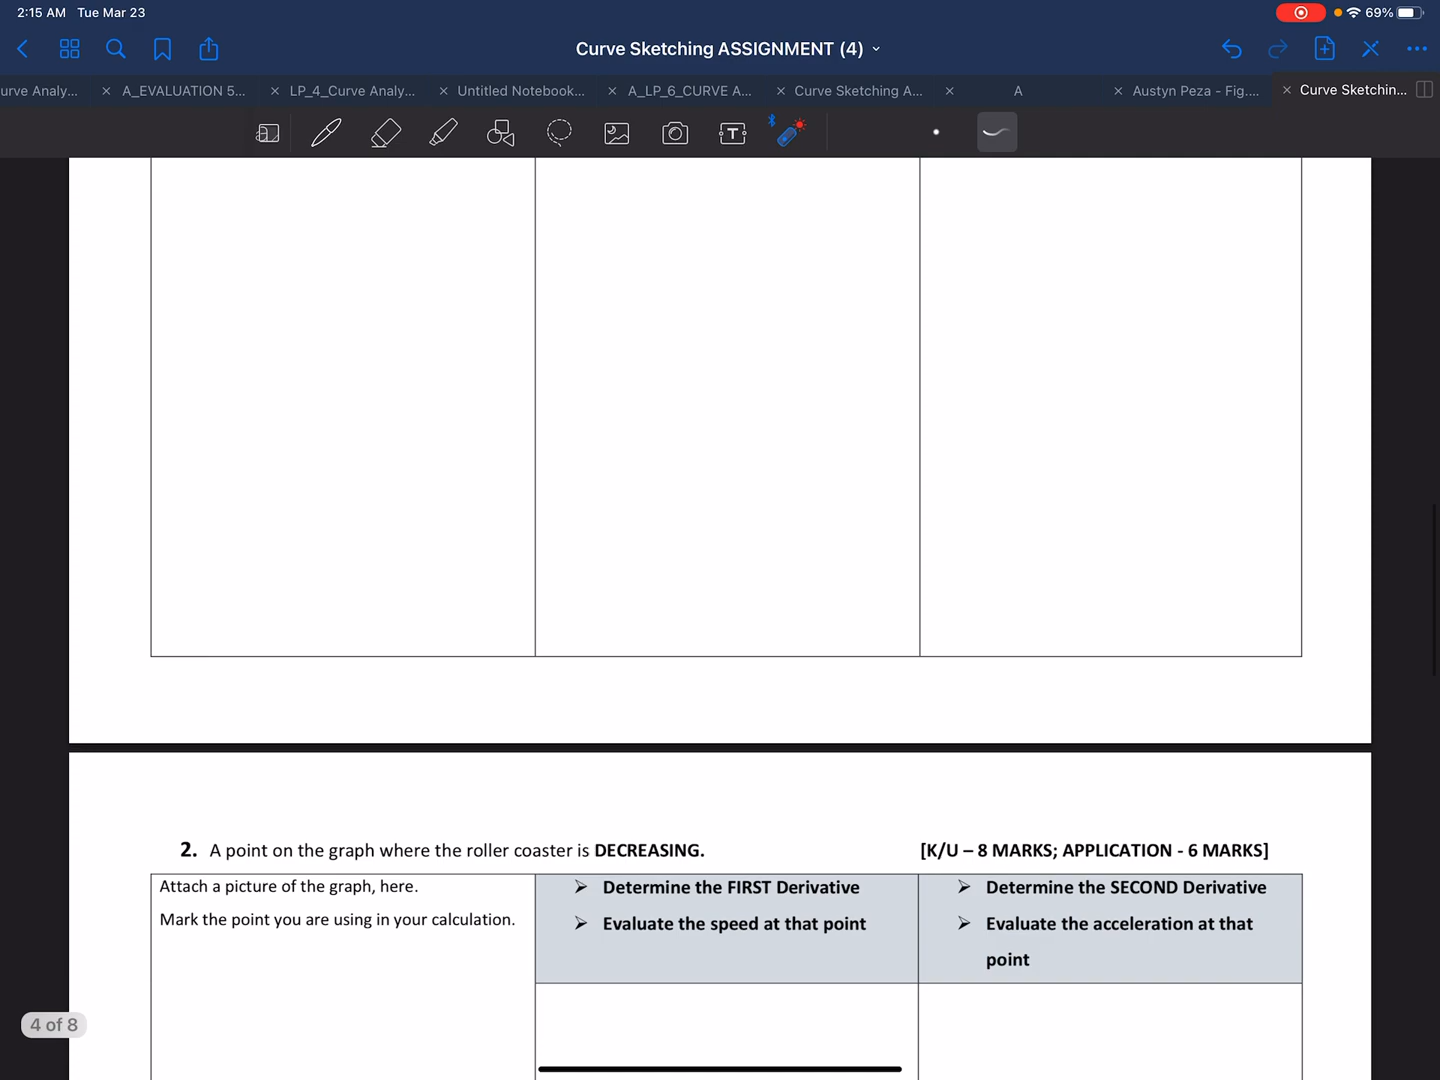 2:15 AM Tue Mar 23
69%
Curve Sketching ASSIGNMENT (4)
urve Analy...
A_EVALUATION 5...
LP_4_Curve Analy...
Untitled Notebook...
A_LP_6_CURVE A...
Curve Sketching A...
A
Austyn Peza - Fig....
Curve Sketchin...
T
2. A point on the graph where the roller coaster is DECREASING. [K/U – 8 MARKS; APPLICATION - 6 MARKS]
Attach a picture of the graph, here.
Mark the point you are using in your calculation.
➢ Determine the FIRST Derivative
➢ Evaluate the speed at that point
➢ Determine the SECOND Derivative
➢ Evaluate the acceleration at that
point
4 of 8